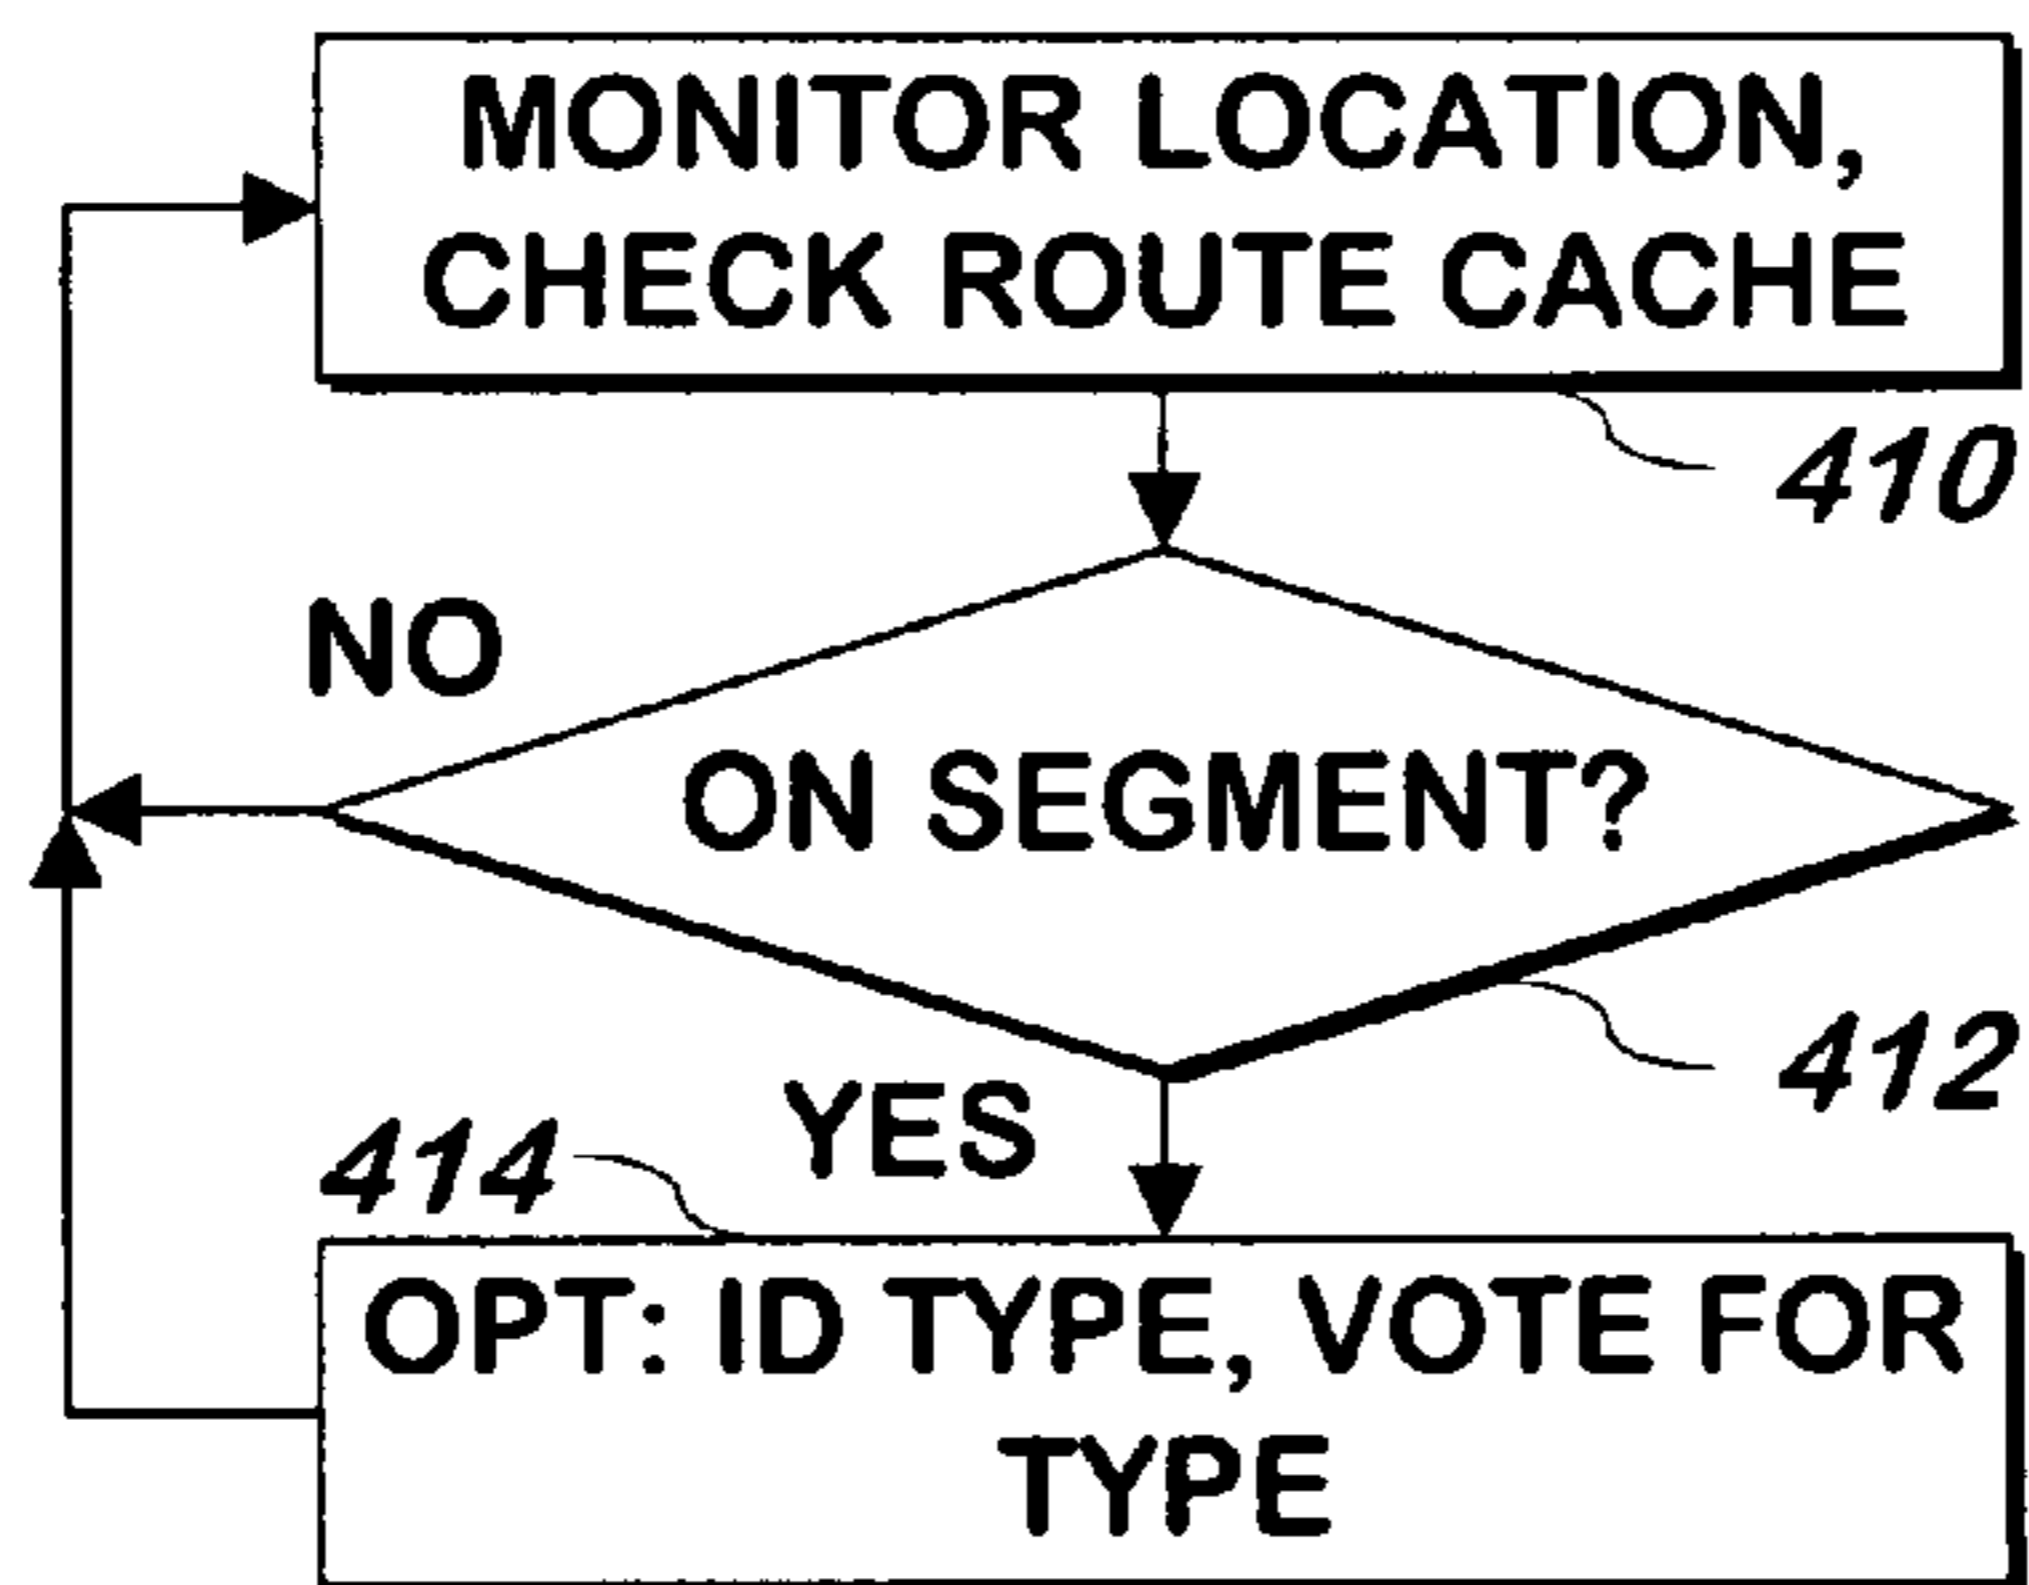 MONITOR LOCATION,
CHECK ROUTE CACHE
410
NO
ON SEGMENT?
412
YES
414
OPT: ID TYPE, VOTE FOR
TYPE